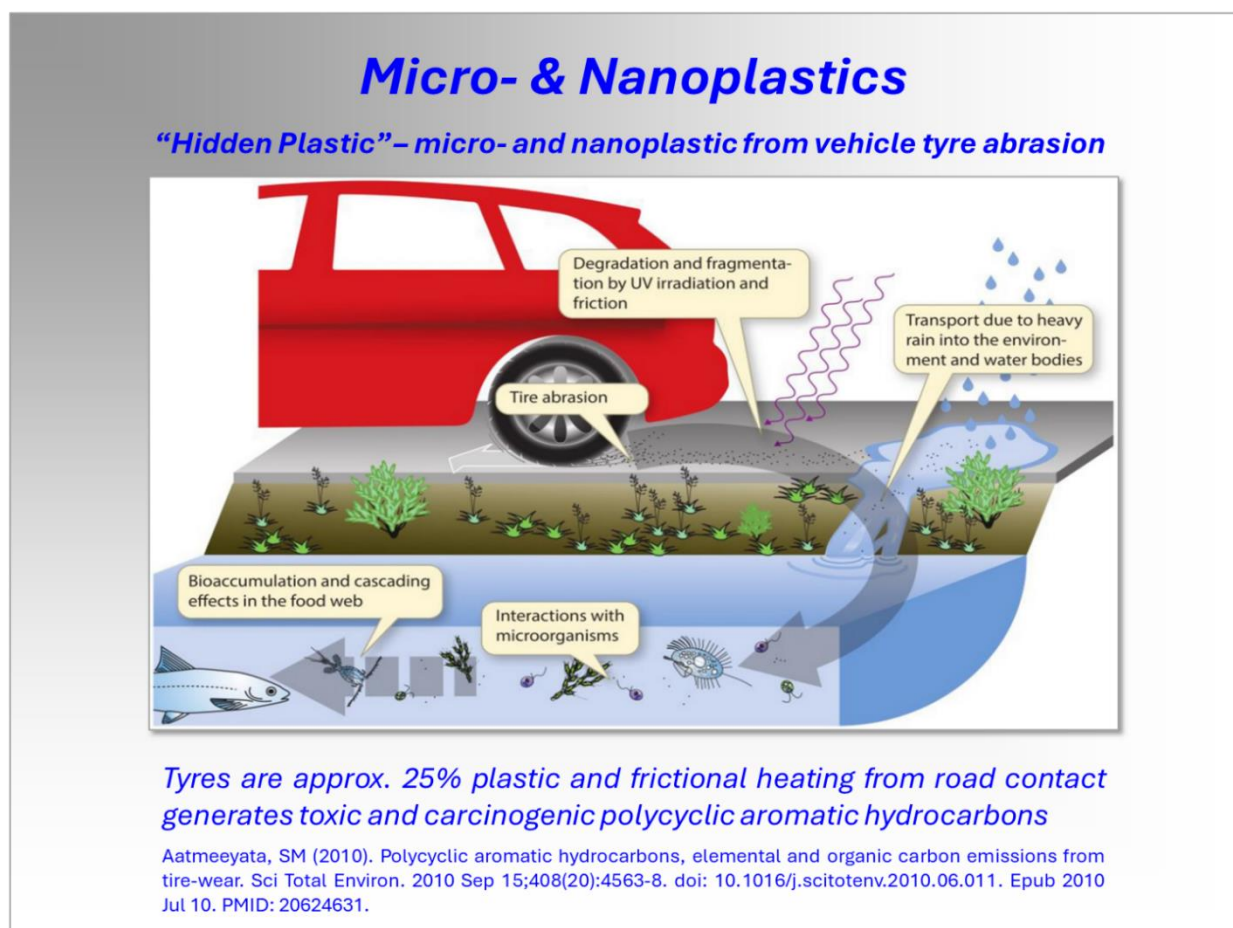 Micro- & Nanoplastics
“Hidden Plastic”– micro- and nanoplastic from vehicle tyre abrasion
Degradation and fragmenta-
tion by UV irradiation and
friction
Transport due to heavy
rain into the environ-
ment and water bodies
Tire abrasion
Bioaccumulation and cascading
effects in the food web
Interactions with
microorganisms
Tyres are approx. 25% plastic and frictional heating from road contact
generates toxic and carcinogenic polycyclic aromatic hydrocarbons
Aatmeeyata, SM (2010). Polycyclic aromatic hydrocarbons, elemental and organic carbon emissions from
tire-wear. Sci Total Environ. 2010 Sep 15;408(20):4563-8. doi: 10.1016/j.scitotenv.2010.06.011. Epub 2010
Jul 10. PMID: 20624631.